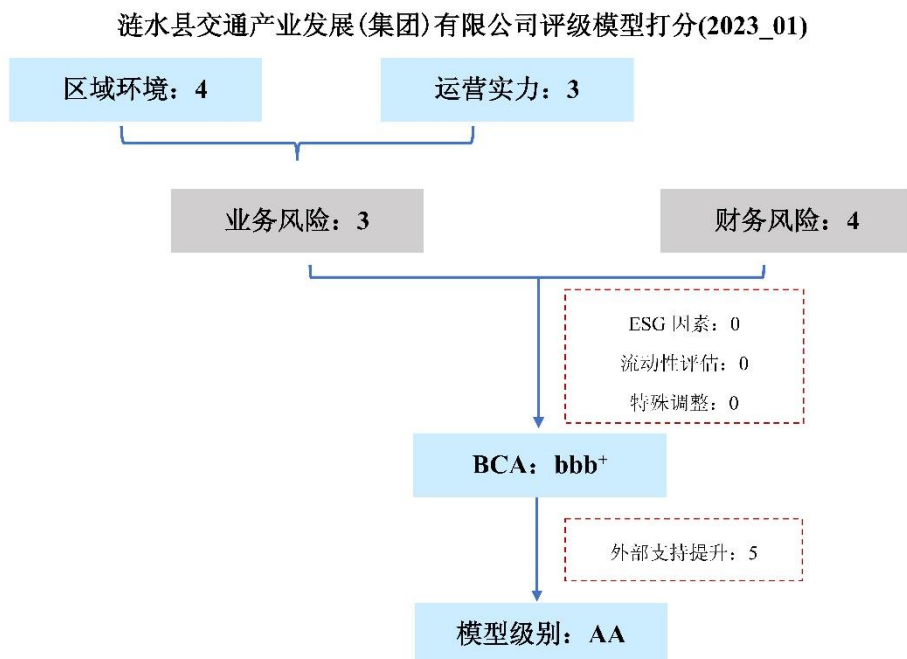 涟水县交通产业发展(集团)有限公司评级模型打分(2023_01)
区域环境：4
运营实力：3
业务风险：3
财务风险：4
ESG 因素：0
流动性评估：0
特殊调整：0
BCA：bbb⁺
外部支持提升：5
模型级别：AA